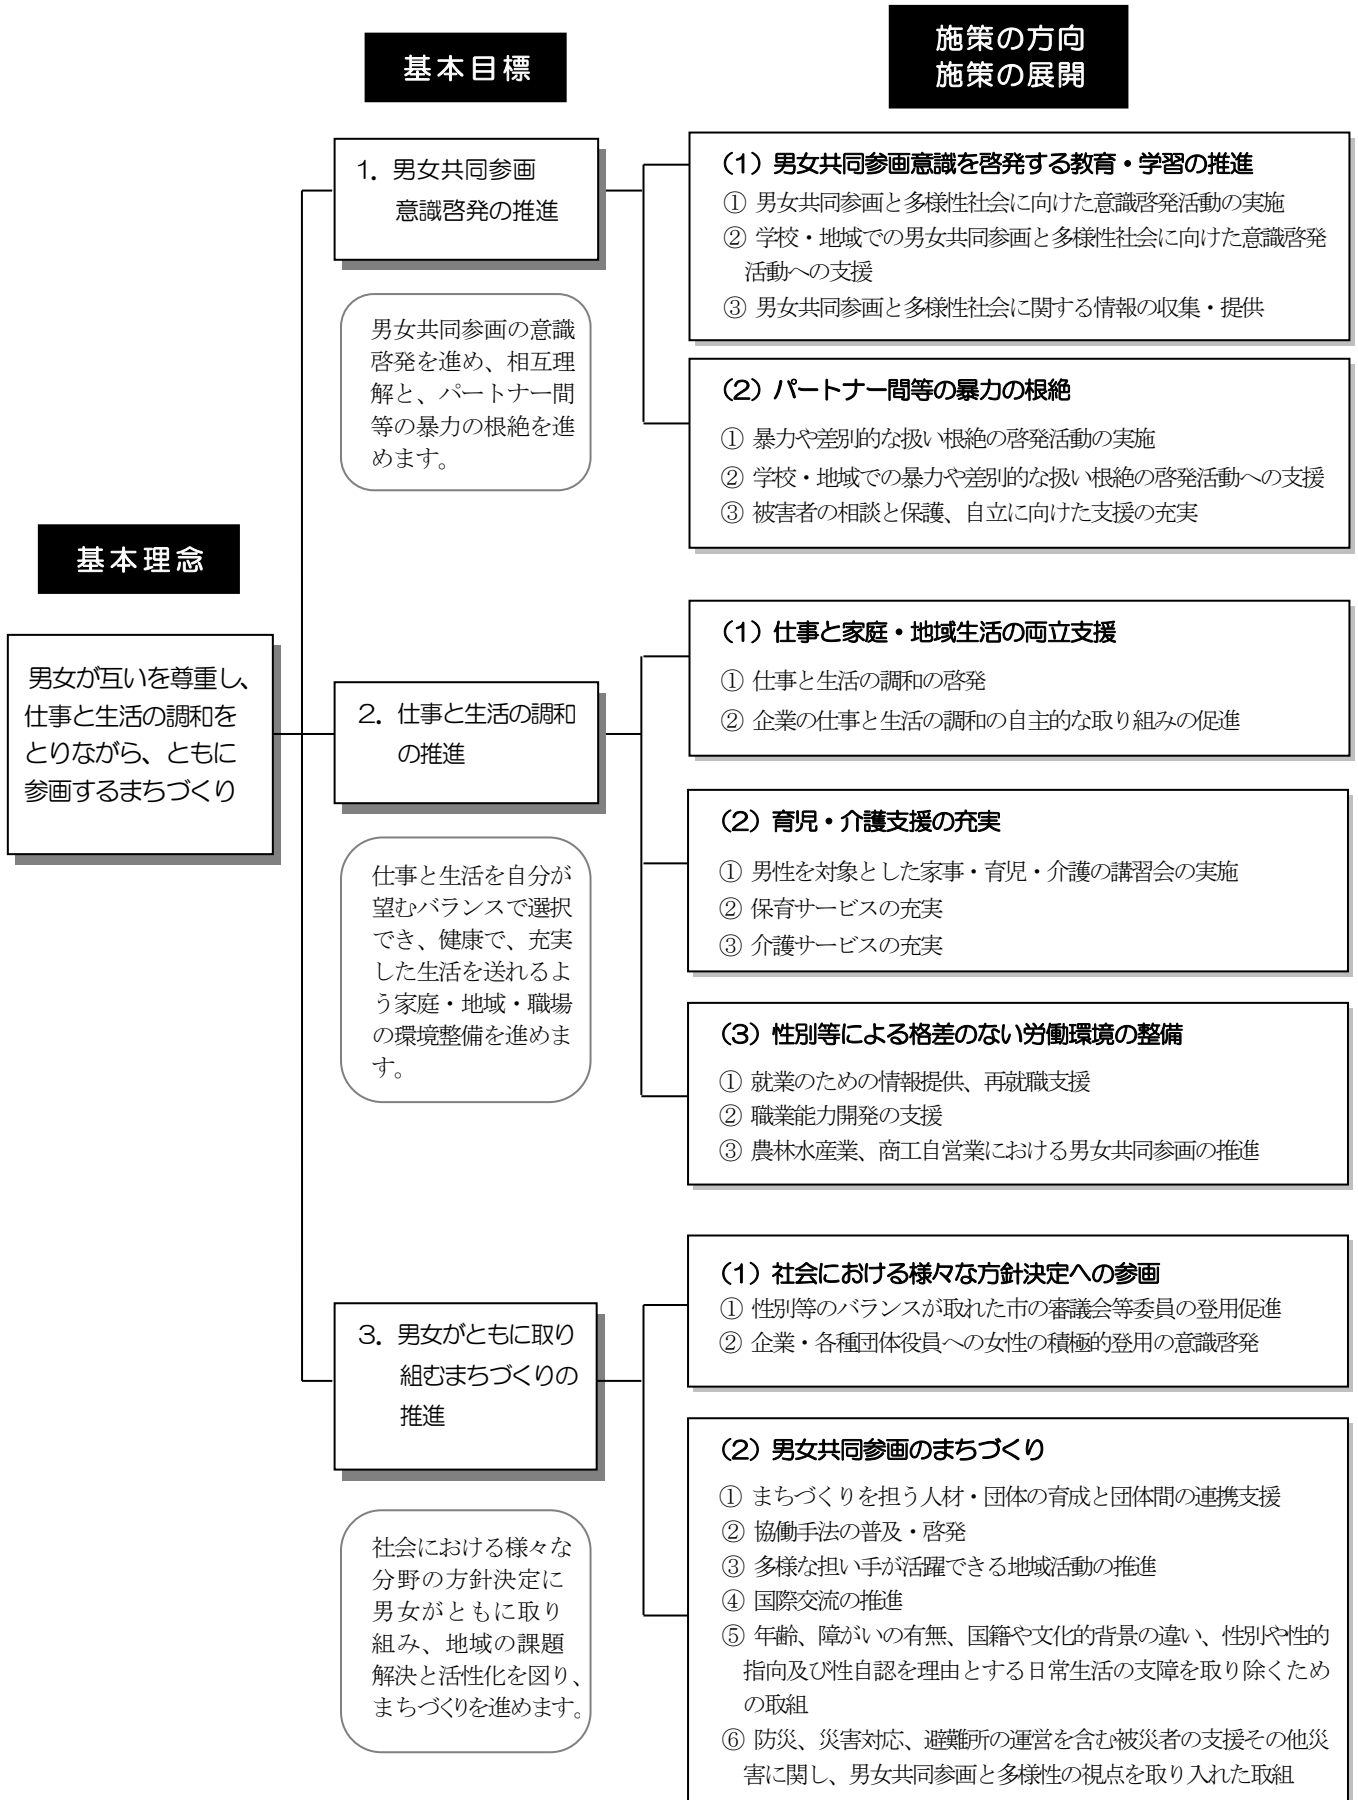 基本目標
施策の方向
施策の展開
1．男女共同参画
意識啓発の推進
男女共同参画の意識
啓発を進め、相互理
解と、パートナー間
等の暴力の根絶を進
めます。
（1）男女共同参画意識を啓発する教育・学習の推進
① 男女共同参画と多様性社会に向けた意識啓発活動の実施
② 学校・地域での男女共同参画と多様性社会に向けた意識啓発
活動への支援
③ 男女共同参画と多様性社会に関する情報の収集・提供
（2）パートナー間等の暴力の根絶
① 暴力や差別的な扱い根絶の啓発活動の実施
② 学校・地域での暴力や差別的な扱い根絶の啓発活動への支援
③ 被害者の相談と保護、自立に向けた支援の充実
基本理念
男女が互いを尊重し、
仕事と生活の調和を
とりながら、ともに
参画するまちづくり
2．仕事と生活の調和
の推進
仕事と生活を自分が
望むバランスで選択
でき、健康で、充実
した生活を送れるよ
う家庭・地域・職場
の環境整備を進めま
す。
（1）仕事と家庭・地域生活の両立支援
① 仕事と生活の調和の啓発
② 企業の仕事と生活の調和の自主的な取り組みの促進
（2）育児・介護支援の充実
① 男性を対象とした家事・育児・介護の講習会の実施
② 保育サービスの充実
③ 介護サービスの充実
（3）性別等による格差のない労働環境の整備
① 就業のための情報提供、再就職支援
② 職業能力開発の支援
③ 農林水産業、商工自営業における男女共同参画の推進
3．男女がともに取り
組むまちづくりの
推進
社会における様々な
分野の方針決定に
男女がともに取り
組み、地域の課題
解決と活性化を図り、
まちづくりを進めます。
（1）社会における様々な方針決定への参画
① 性別等のバランスが取れた市の審議会等委員の登用促進
② 企業・各種団体役員への女性の積極的登用の意識啓発
（2）男女共同参画のまちづくり
① まちづくりを担う人材・団体の育成と団体間の連携支援
② 協働手法の普及・啓発
③ 多様な担い手が活躍できる地域活動の推進
④ 国際交流の推進
⑤ 年齢、障がいの有無、国籍や文化的背景の違い、性別や性的
指向及び性自認を理由とする日常生活の支障を取り除くため
の取組
⑥ 防災、災害対応、避難所の運営を含む被災者の支援その他災
害に関し、男女共同参画と多様性の視点を取り入れた取組